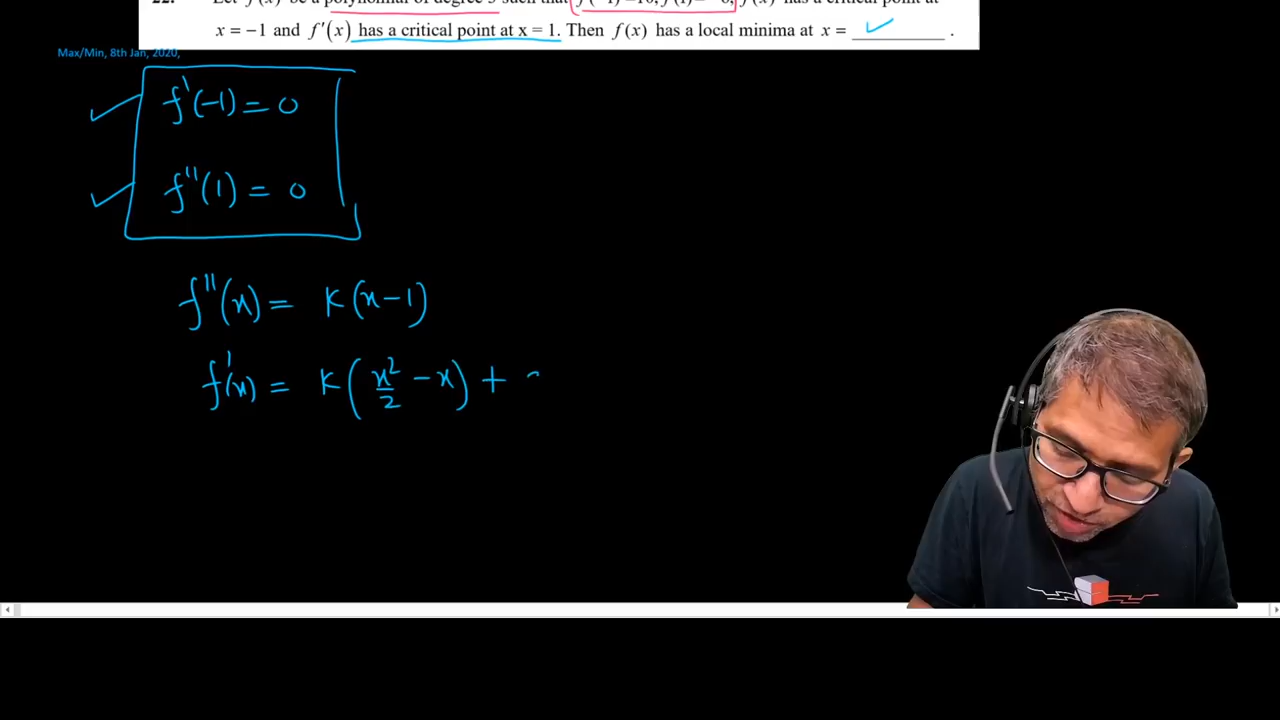 x = −1 and f′(x) has a critical point at x = 1. Then f(x) has a local minima at x = ________ .
Max/Min, 8th Jan, 2020,
f'(-1) = 0
f''(1) = 0
f''(x) = K(x-1)
f'(x) = K(x²/2 - x) +